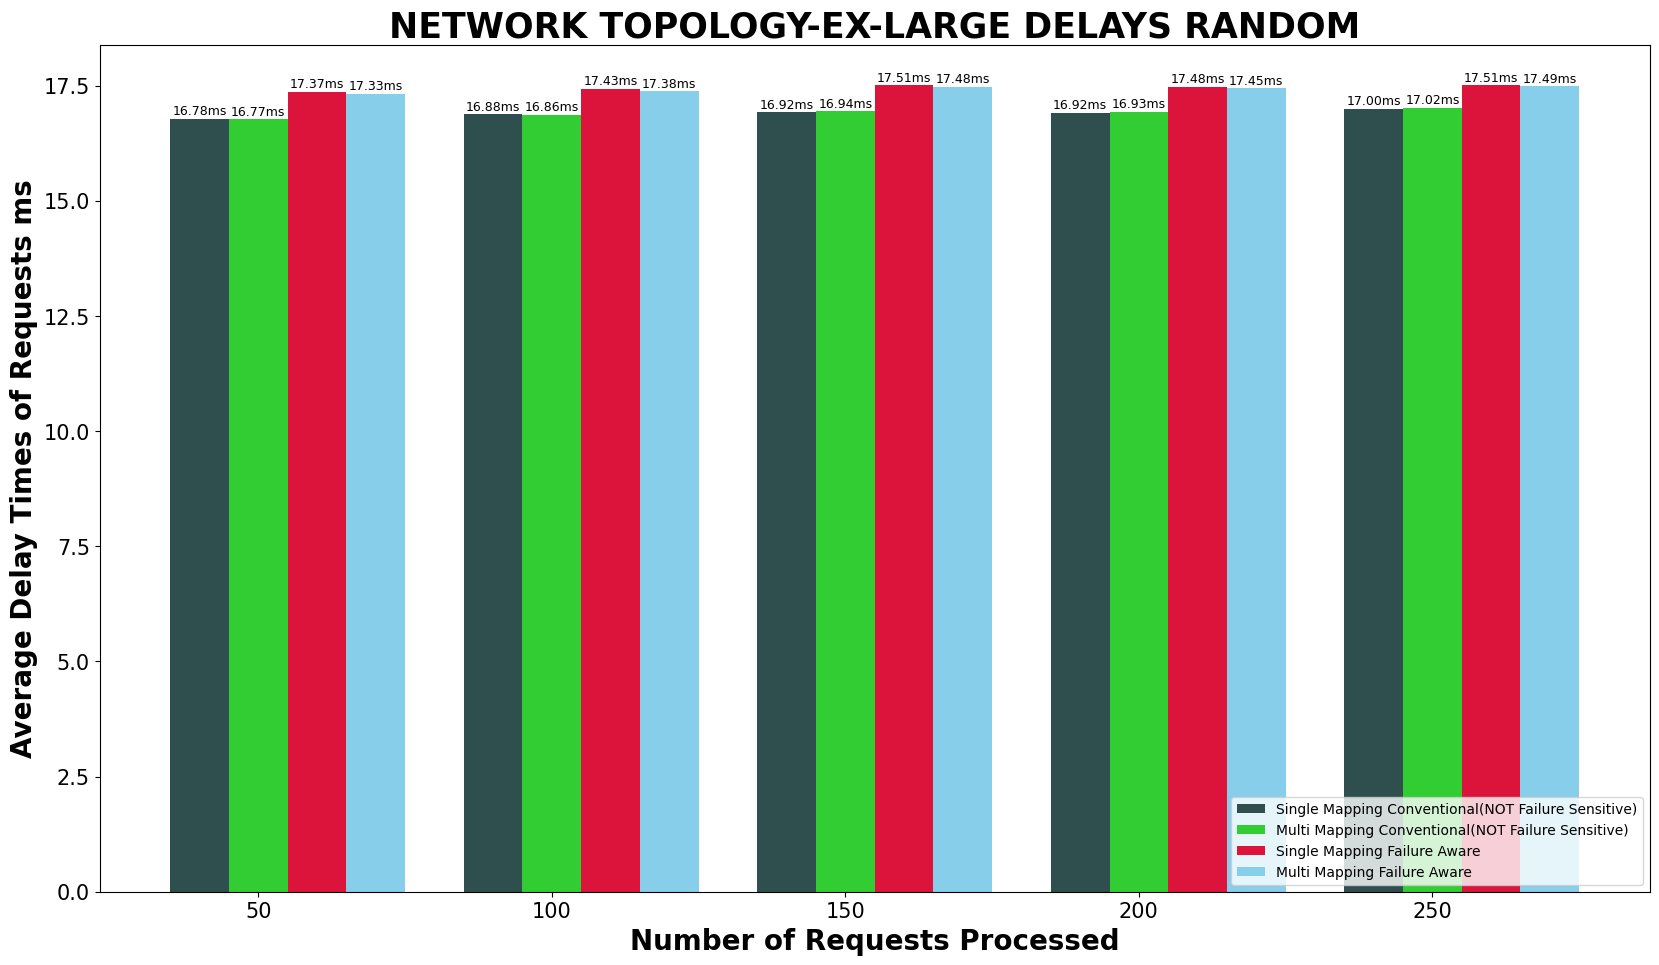 NETWORK TOPOLOGY-EX-LARGE DELAYS RANDOM
Average Delay Times of Requests ms
17.5
15.0
12.5
10.0
7.5
5.0
2.5
0.0
16.78ms 16.77ms 17.37ms 17.33ms
16.88ms 16.86ms 17.43ms 17.38ms
16.92ms 16.94ms 17.51ms 17.48ms
16.92ms 16.93ms 17.48ms 17.45ms
17.00ms 17.02ms 17.51ms 17.49ms
Single Mapping Conventional(NOT Failure Sensitive)
Multi Mapping Conventional(NOT Failure Sensitive)
Single Mapping Failure Aware
Multi Mapping Failure Aware
50 100 150 200 250
Number of Requests Processed